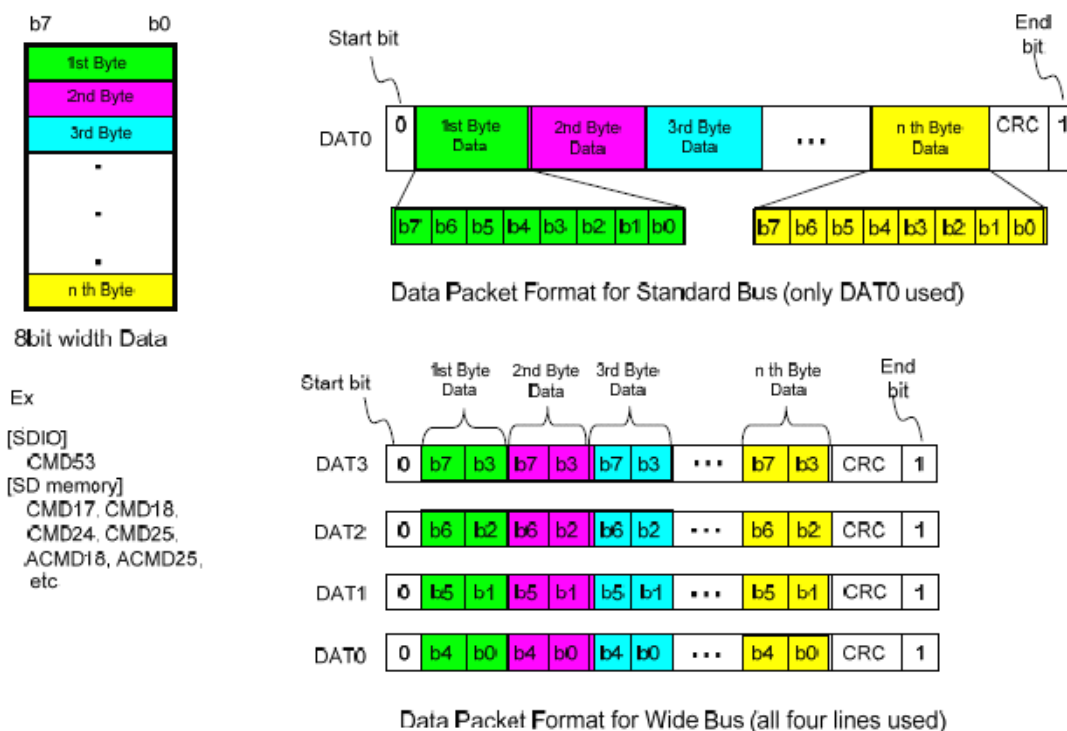 b7 b0
1st Byte
2nd Byte
3rd Byte
n th Byte
8bit width Data
Start bit
End
bit
DAT0 0 1st Byte Data 2nd Byte Data 3rd Byte Data ... n th Byte Data CRC 1
b7 b6 b5 b4 b3 b2 b1 b0
b7 b6 b5 b4 b3 b2 b1 b0
Data Packet Format for Standard Bus (only DAT0 used)
Ex
[SDIO]
CMD53
[SD memory]
CMD17, CMD18,
CMD24, CMD25,
ACMD18, ACMD25,
etc
Start bit
1st Byte Data
2nd Byte Data
3rd Byte Data
n th Byte Data
End
bit
DAT3 0 b7 b3 b7 b3 b7 b3 ... b7 b3 CRC 1
DAT2 0 b6 b2 b6 b2 b6 b2 ... b6 b2 CRC 1
DAT1 0 b5 b1 b5 b1 b5 b1 ... b5 b1 CRC 1
DAT0 0 b4 b0 b4 b0 b4 b0 ... b4 b0 CRC 1
Data Packet Format for Wide Bus (all four lines used)